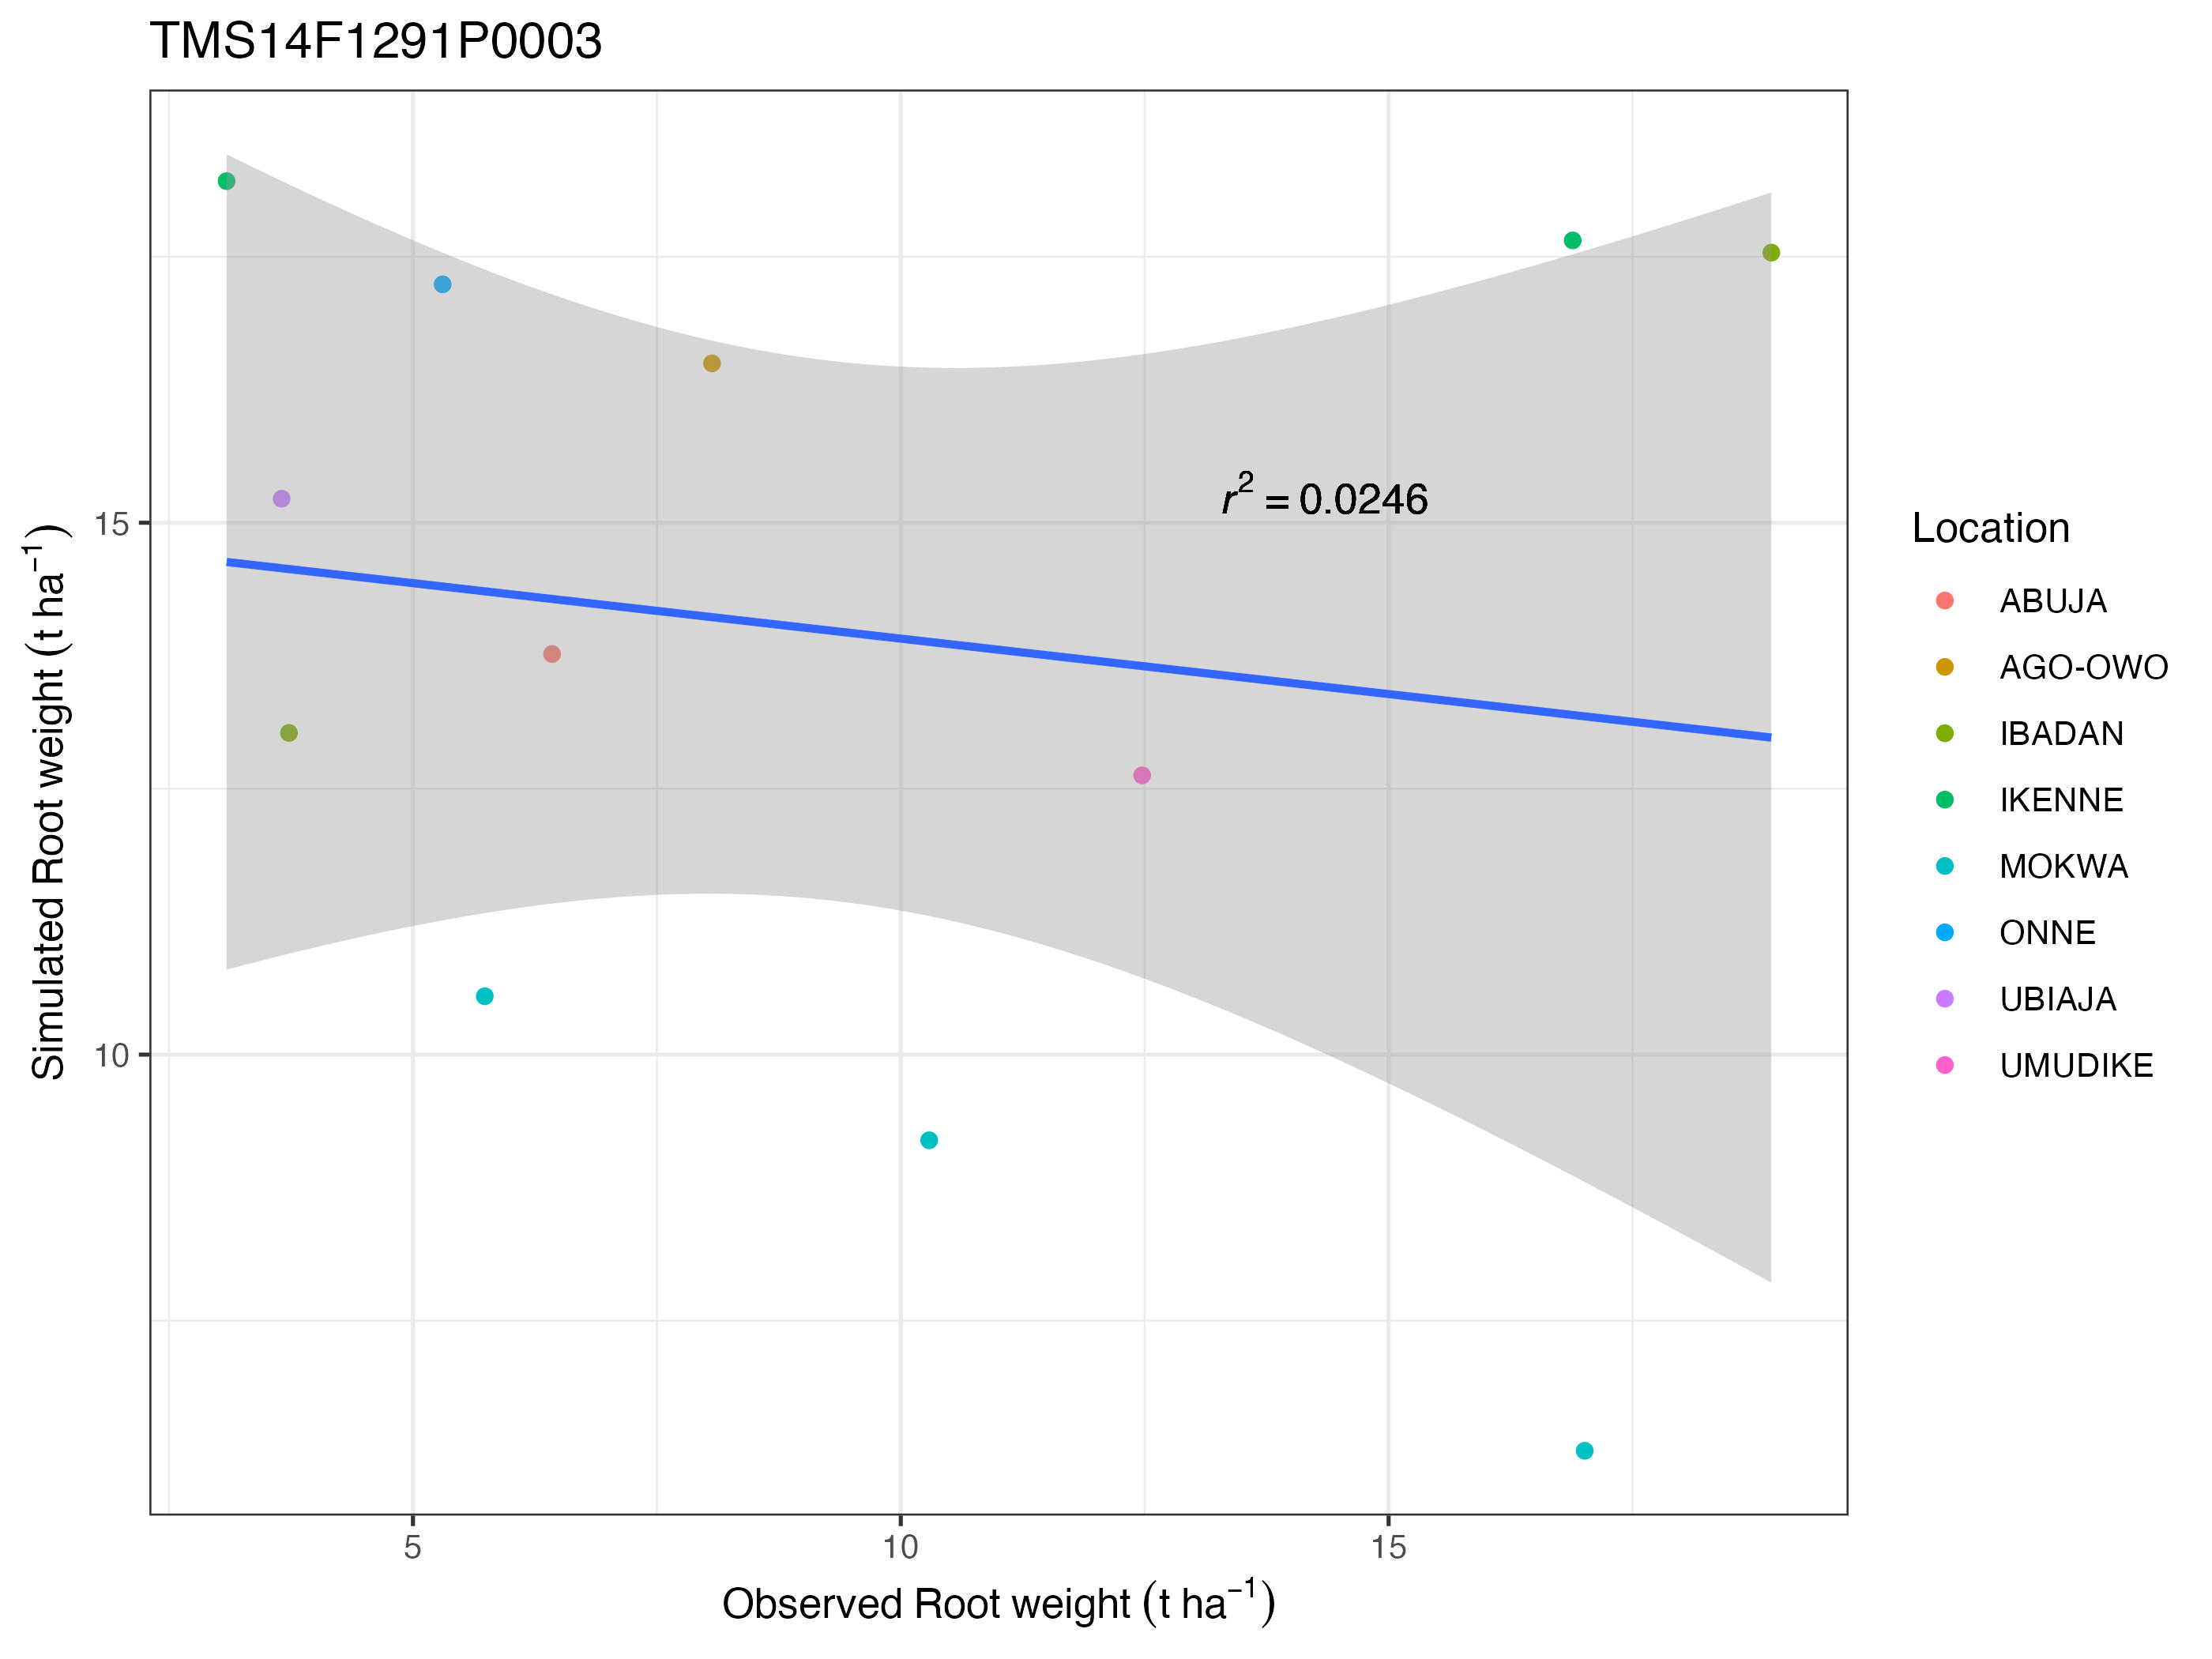 TMS14F1291P0003
r² = 0.0246
15
10
Simulated Root weight (t ha⁻¹)
5 10 15
Observed Root weight (t ha⁻¹)
Location
ABUJA
AGO-OWO
IBADAN
IKENNE
MOKWA
ONNE
UBIAJA
UMUDIKE